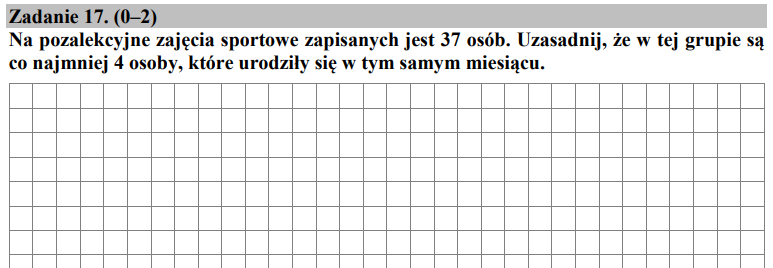 Zadanie 17. (0–2)
Na pozalekcyjne zajęcia sportowe zapisanych jest 37 osób. Uzasadnij, że w tej grupie są
co najmniej 4 osoby, które urodziły się w tym samym miesiącu.